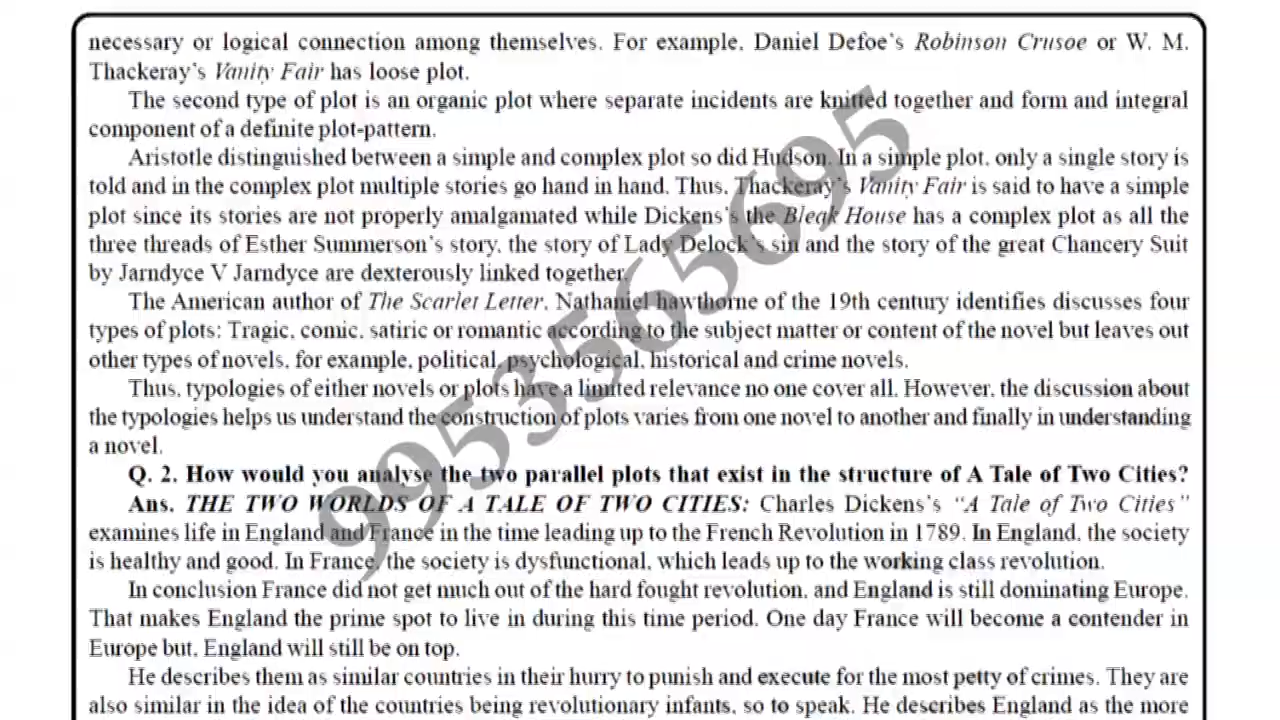 necessary or logical connection among themselves. For example, Daniel Defoe's Robinson Crusoe or W. M.
Thackeray's Vanity Fair has loose plot.
The second type of plot is an organic plot where separate incidents are knitted together and form and integral
component of a definite plot-pattern.
Aristotle distinguished between a simple and complex plot so did Hudson. In a simple plot, only a single story is
told and in the complex plot multiple stories go hand in hand. Thus, Thackeray's Vanity Fair is said to have a simple
plot since its stories are not properly amalgamated while Dickens's the Bleak House has a complex plot as all the
three threads of Esther Summerson's story, the story of Lady Delock's sin and the story of the great Chancery Suit
by Jarndyce V Jarndyce are dexterously linked together.
The American author of The Scarlet Letter, Nathaniel hawthorne of the 19th century identifies discusses four
types of plots: Tragic, comic, satiric or romantic according to the subject matter or content of the novel but leaves out
other types of novels, for example, political, psychological, historical and crime novels.
Thus, typologies of either novels or plots have a limited relevance no one cover all. However, the discussion about
the typologies helps us understand the construction of plots varies from one novel to another and finally in understanding
a novel.
Q. 2. How would you analyse the two parallel plots that exist in the structure of A Tale of Two Cities?
Ans. THE TWO WORLDS OF A TALE OF TWO CITIES: Charles Dickens's "A Tale of Two Cities"
examines life in England and France in the time leading up to the French Revolution in 1789. In England, the society
is healthy and good. In France, the society is dysfunctional, which leads up to the working class revolution.
In conclusion France did not get much out of the hard fought revolution, and England is still dominating Europe.
That makes England the prime spot to live in during this time period. One day France will become a contender in
Europe but, England will still be on top.
He describes them as similar countries in their hurry to punish and execute for the most petty of crimes. They are
also similar in the idea of the countries being revolutionary infants, so to speak. He describes England as the more
9953565695